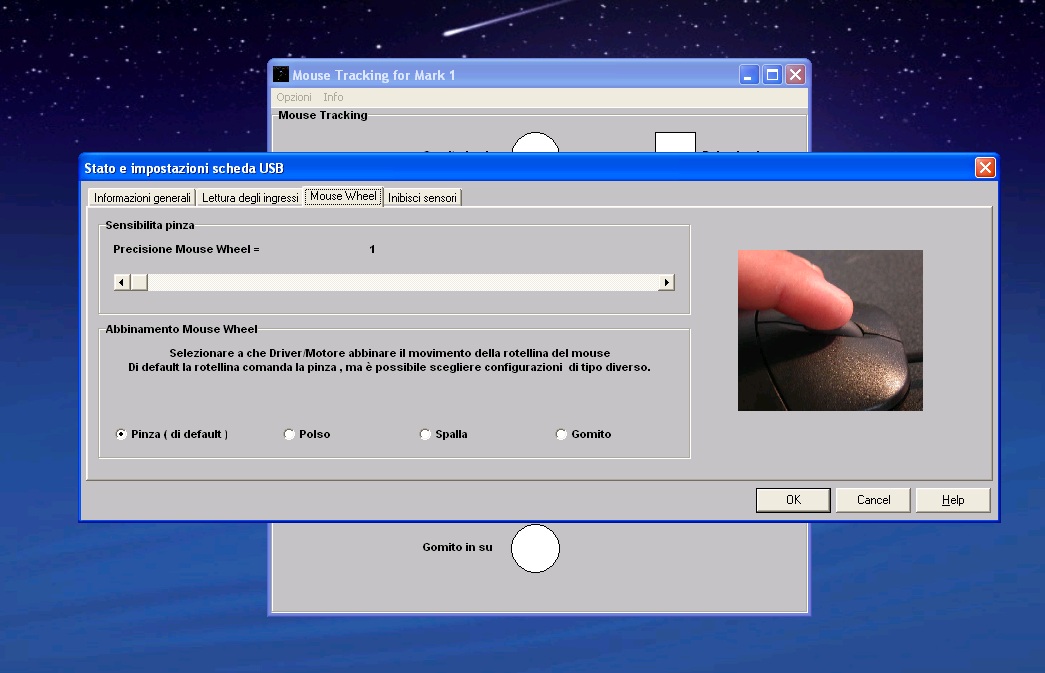 Mouse Tracking for Mark 1
Opzioni Info
Mouse Tracking
Stato e impostazioni scheda USB
Informazioni generali Lettura degli ingressi Mouse Wheel Inibisci sensori
Sensibilita pinza
Precisione Mouse Wheel = 1
Abbinamento Mouse Wheel
Selezionare a che Driver/Motore abbinare il movimento della rotellina del mouse
Di default la rotellina comanda la pinza , ma è possibile scegliere configurazioni di tipo diverso.
Pinza ( di default ) Polso Spalla Gomito
OK Cancel Help
Gomito in su